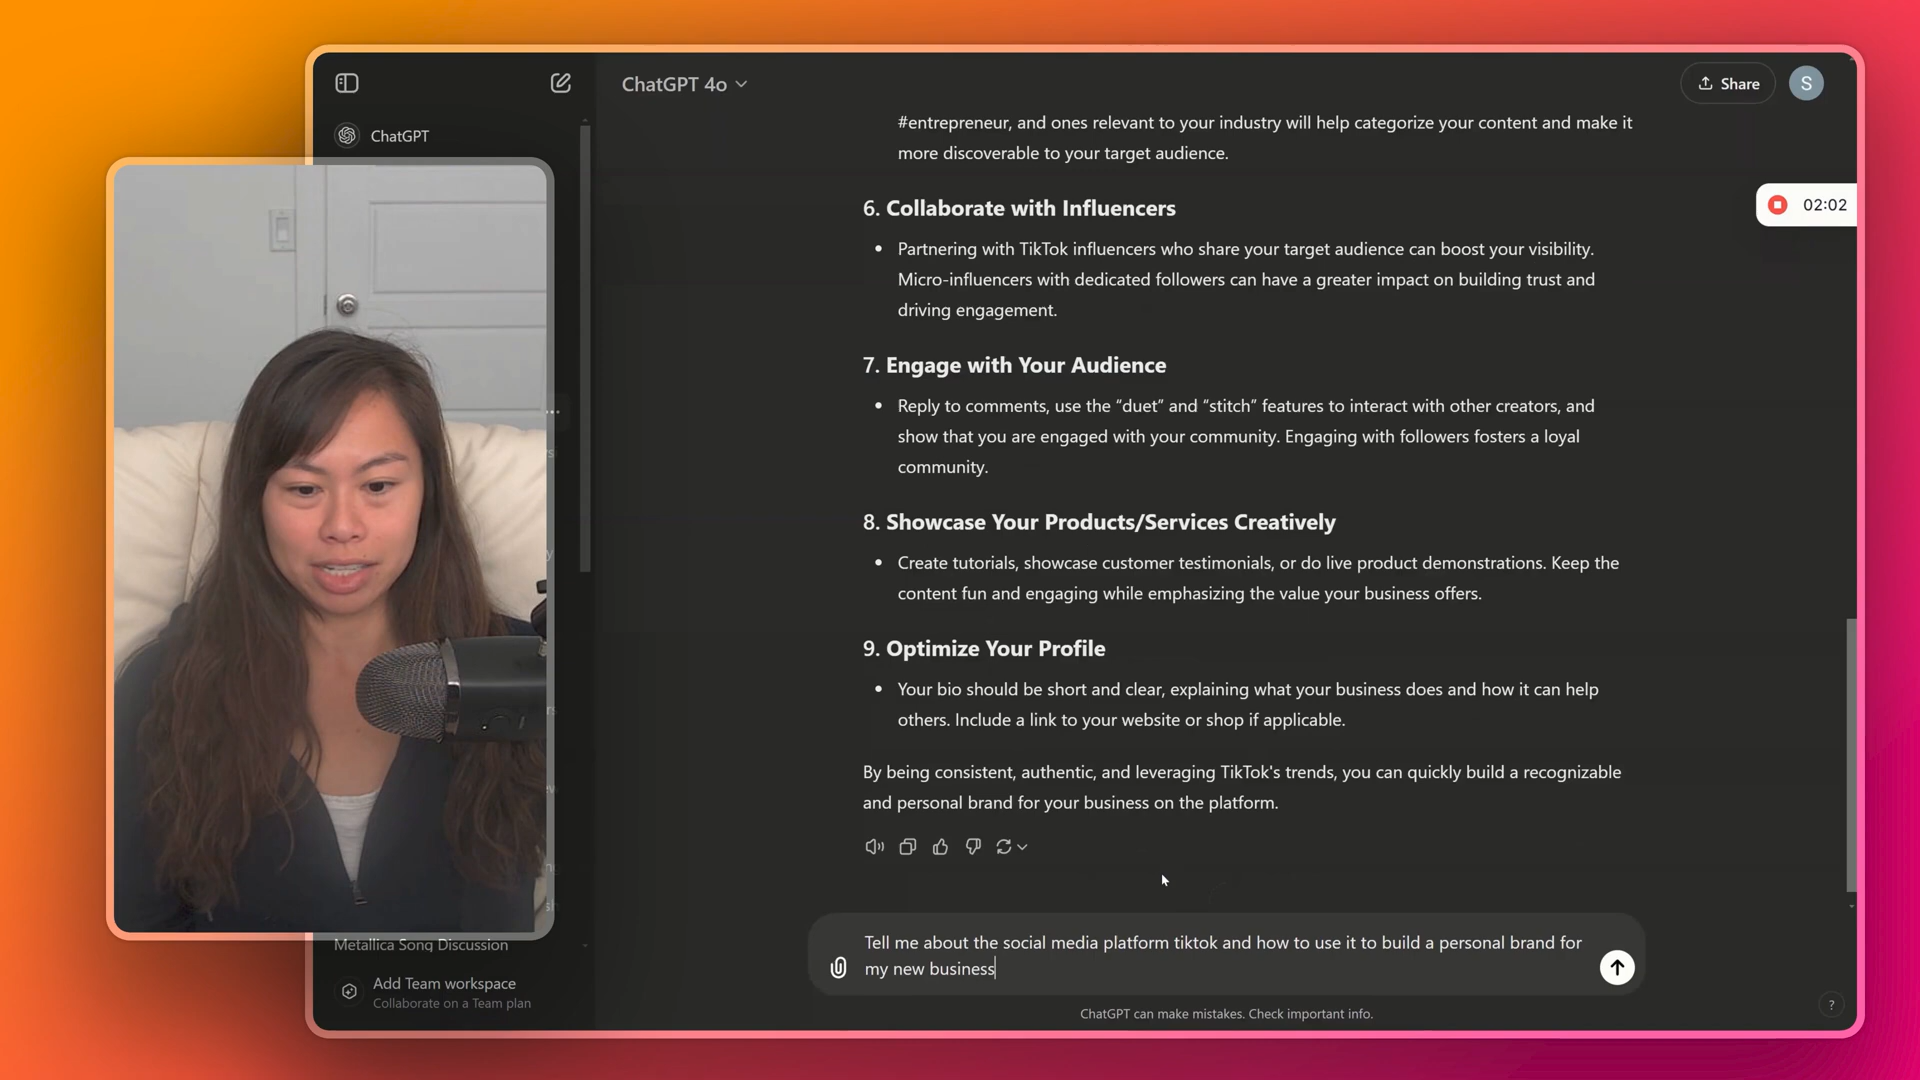 ChatGPT 4o
Share
S
ChatGPT
#entrepreneur, and ones relevant to your industry will help categorize your content and make it
more discoverable to your target audience.
02:02
6. Collaborate with Influencers
• Partnering with TikTok influencers who share your target audience can boost your visibility.
Micro-influencers with dedicated followers can have a greater impact on building trust and
driving engagement.
7. Engage with Your Audience
• Reply to comments, use the “duet” and “stitch” features to interact with other creators, and
show that you are engaged with your community. Engaging with followers fosters a loyal
community.
8. Showcase Your Products/Services Creatively
• Create tutorials, showcase customer testimonials, or do live product demonstrations. Keep the
content fun and engaging while emphasizing the value your business offers.
9. Optimize Your Profile
• Your bio should be short and clear, explaining what your business does and how it can help
others. Include a link to your website or shop if applicable.
By being consistent, authentic, and leveraging TikTok's trends, you can quickly build a recognizable
and personal brand for your business on the platform.
Metallica Song Discussion
Add Team workspace
Collaborate on a Team plan
Tell me about the social media platform tiktok and how to use it to build a personal brand for
my new business
ChatGPT can make mistakes. Check important info.
?